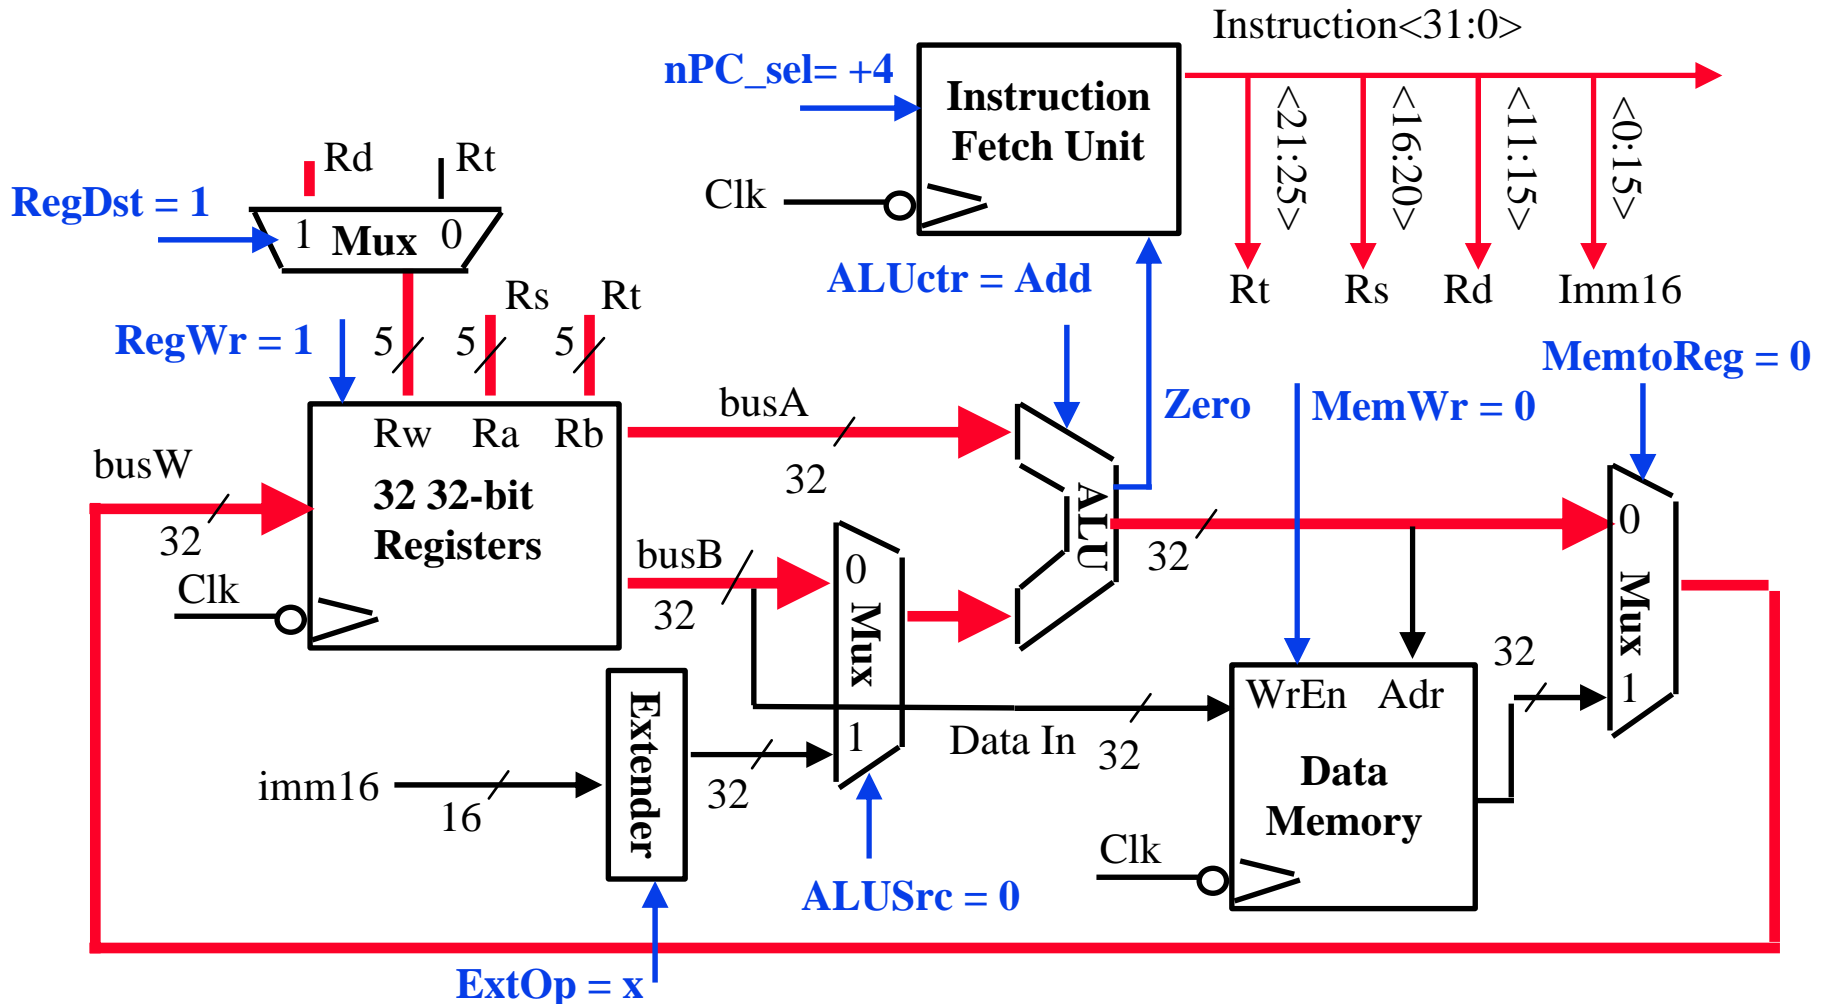 Instruction<31:0>
nPC_sel= +4
Instruction
Fetch Unit
Clk
<21:25>
<16:20>
<11:15>
<0:15>
Rt
Rs
Rd
Imm16
Rd
Rt
RegDst = 1
1
Mux
0
ALUctr = Add
Rs
Rt
RegWr = 1
5
5
5
MemtoReg = 0
busA
Zero
MemWr = 0
Rw
Ra
Rb
busW
32
32 32-bit
Registers
32
ALU
0
busB
32
0
32
Mux
Mux
Clk
32
32
1
WrEn
Adr
Extender
1
Data In
32
imm16
16
32
Data
Memory
Clk
ALUSrc = 0
ExtOp = x